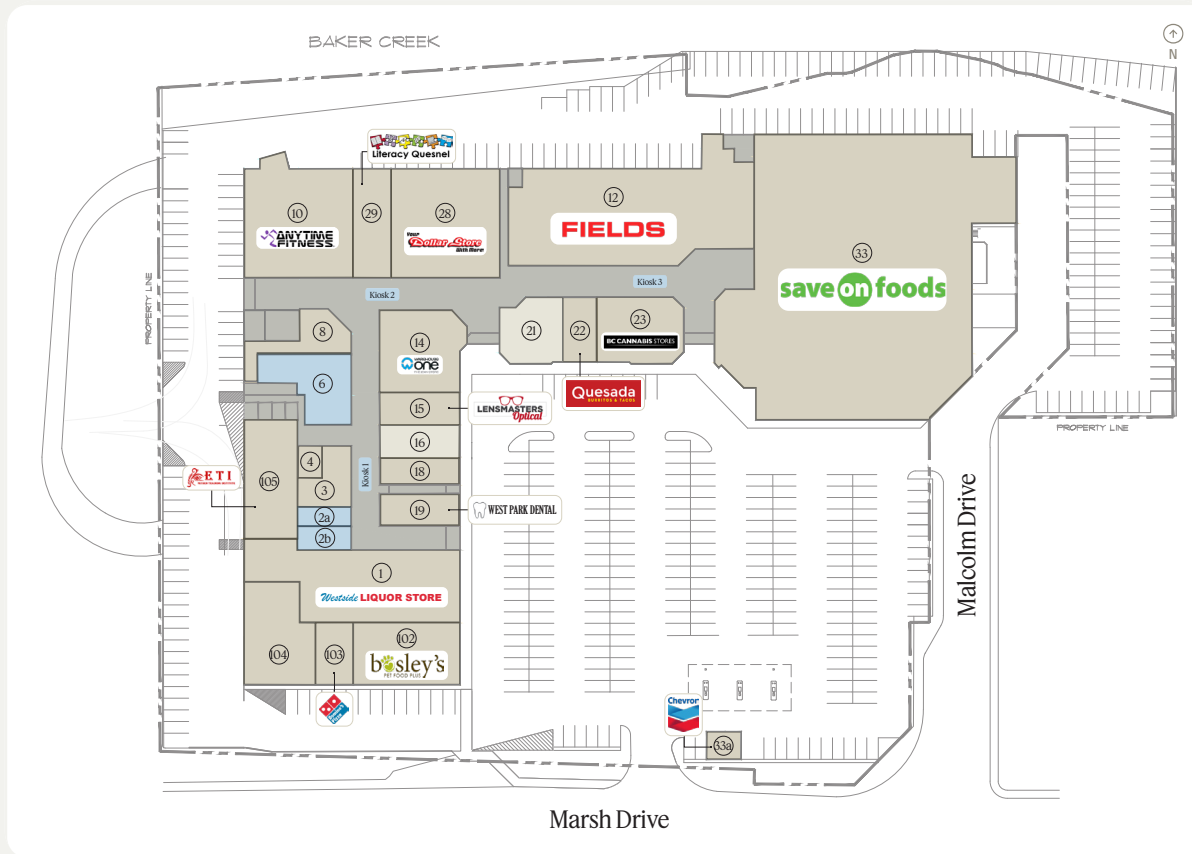 BAKER CREEK
N
Literacy Quesnel
10
ANYTIME
FITNESS
29
28
Your
Dollar Store
With More
12
FIELDS
33
save on foods
PROPERTY LINE
Kiosk 2
Kiosk 3
8
14
WAREHOUSE
one
21
22
23
BC CANNABIS STORES
6
Quesada
BURRITOS & TACOS
15
LENSMASTERS
Optical
16
PROPERTY LINE
4
18
Kiosk 1
ETI
105
3
19
WEST PARK DENTAL
2a
2b
1
Westside LIQUOR STORE
Malcolm Drive
104
103
102
bosley's
PET FOOD PLUS
Domino's
Pizza
Chevron
33a
Marsh Drive